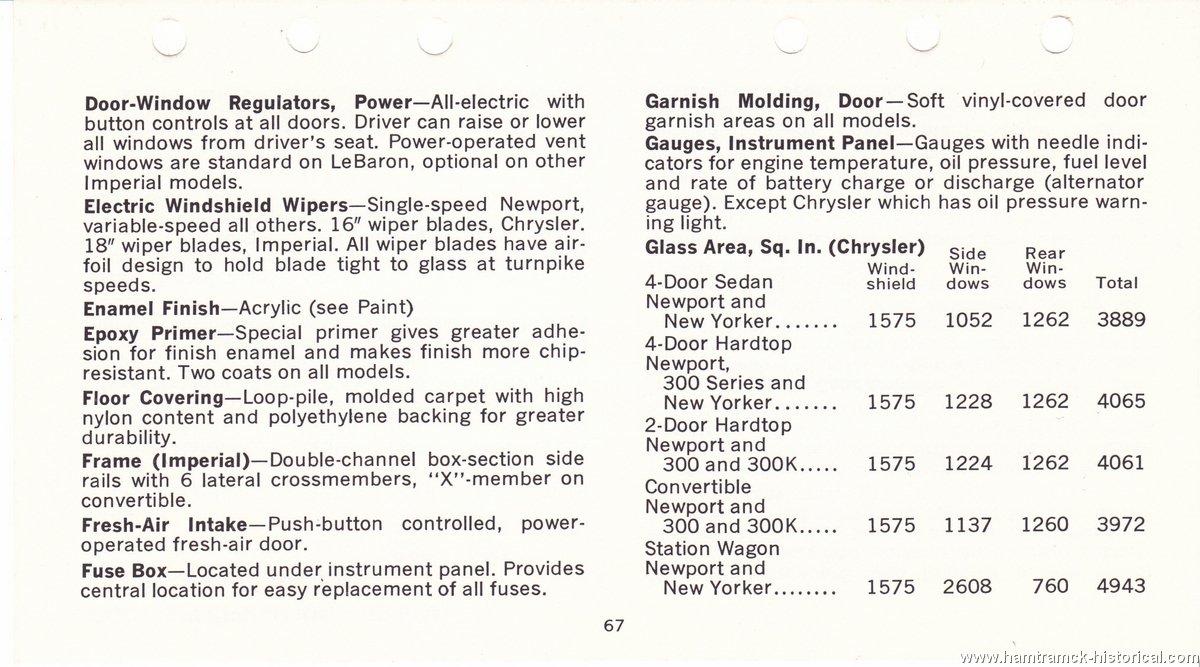 Door-Window Regulators, Power—All-electric with
button controls at all doors. Driver can raise or lower
all windows from driver's seat. Power-operated vent
windows are standard on LeBaron, optional on other
Imperial models.
Electric Windshield Wipers—Single-speed Newport,
variable-speed all others. 16" wiper blades, Chrysler.
18" wiper blades, Imperial. All wiper blades have air-
foil design to hold blade tight to glass at turnpike
speeds.
Enamel Finish—Acrylic (see Paint)
Epoxy Primer—Special primer gives greater adhe-
sion for finish enamel and makes finish more chip-
resistant. Two coats on all models.
Floor Covering—Loop-pile, molded carpet with high
nylon content and polyethylene backing for greater
durability.
Frame (Imperial)—Double-channel box-section side
rails with 6 lateral crossmembers, "X"-member on
convertible.
Fresh-Air Intake—Push-button controlled, power-
operated fresh-air door.
Fuse Box—Located under instrument panel. Provides
central location for easy replacement of all fuses.
Garnish Molding, Door—Soft vinyl-covered door
garnish areas on all models.
Gauges, Instrument Panel—Gauges with needle indi-
cators for engine temperature, oil pressure, fuel level
and rate of battery charge or discharge (alternator
gauge). Except Chrysler which has oil pressure warn-
ing light.
Glass Area, Sq. In. (Chrysler) Side Rear
Wind- Win- Win-
4-Door Sedan shield dows dows Total
Newport and
New Yorker....... 1575 1052 1262 3889
4-Door Hardtop
Newport,
300 Series and
New Yorker....... 1575 1228 1262 4065
2-Door Hardtop
Newport and
300 and 300K..... 1575 1224 1262 4061
Convertible
Newport and
300 and 300K..... 1575 1137 1260 3972
Station Wagon
Newport and
New Yorker........ 1575 2608 760 4943
67
www.hamtramck-historical.com